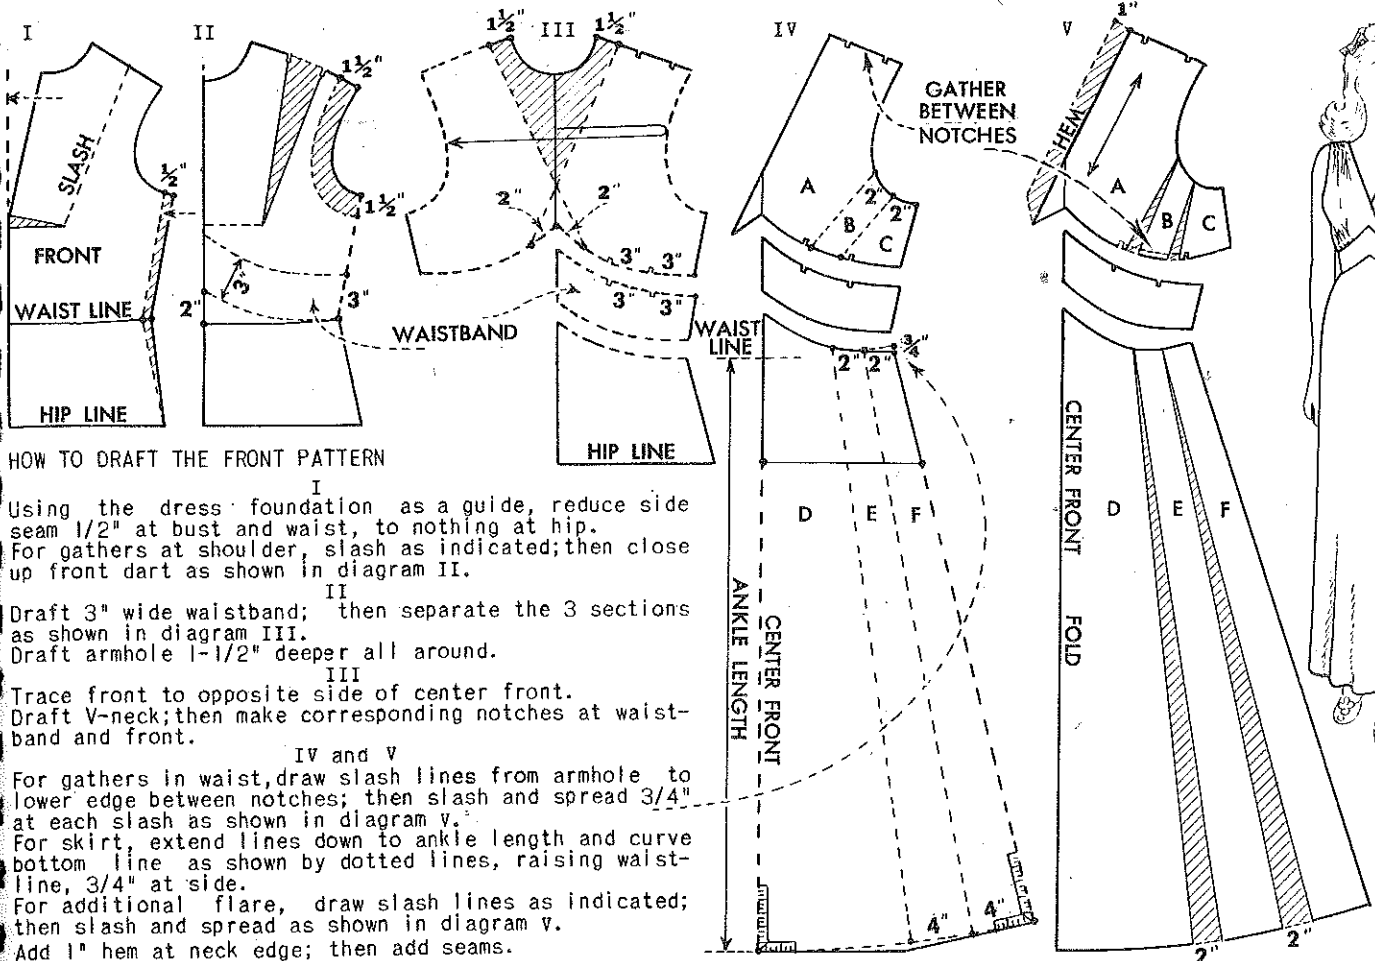 I
II
III
IV
V
1½"
1½"
1½"
1"
SLASH
½"
1½"
FRONT
WAIST LINE
HIP LINE
3"
2"
3"
2"
2"
3"
3"
3"
3"
WAISTBAND
HIP LINE
GATHER
BETWEEN
NOTCHES
A
B
C
2"
2"
WAIST
LINE
2"
2"
¾"
D
E
F
ANKLE LENGTH
CENTER FRONT
4"
4"
HEM
A
B
C
CENTER FRONT FOLD
D
E
F
2"
2"
HOW TO DRAFT THE FRONT PATTERN
I
Using the dress foundation as a guide, reduce side
seam 1/2" at bust and waist, to nothing at hip.
For gathers at shoulder, slash as indicated;then close
up front dart as shown in diagram II.
II
Draft 3" wide waistband; then separate the 3 sections
as shown in diagram III.
Draft armhole 1-1/2" deeper all around.
III
Trace front to opposite side of center front.
Draft V-neck;then make corresponding notches at waist-
band and front.
IV and V
For gathers in waist,draw slash lines from armhole to
lower edge between notches; then slash and spread 3/4"
at each slash as shown in diagram V.
For skirt, extend lines down to ankle length and curve
bottom line as shown by dotted lines, raising waist-
line, 3/4" at side.
For additional flare, draw slash lines as indicated;
then slash and spread as shown in diagram V.
Add 1" hem at neck edge; then add seams.